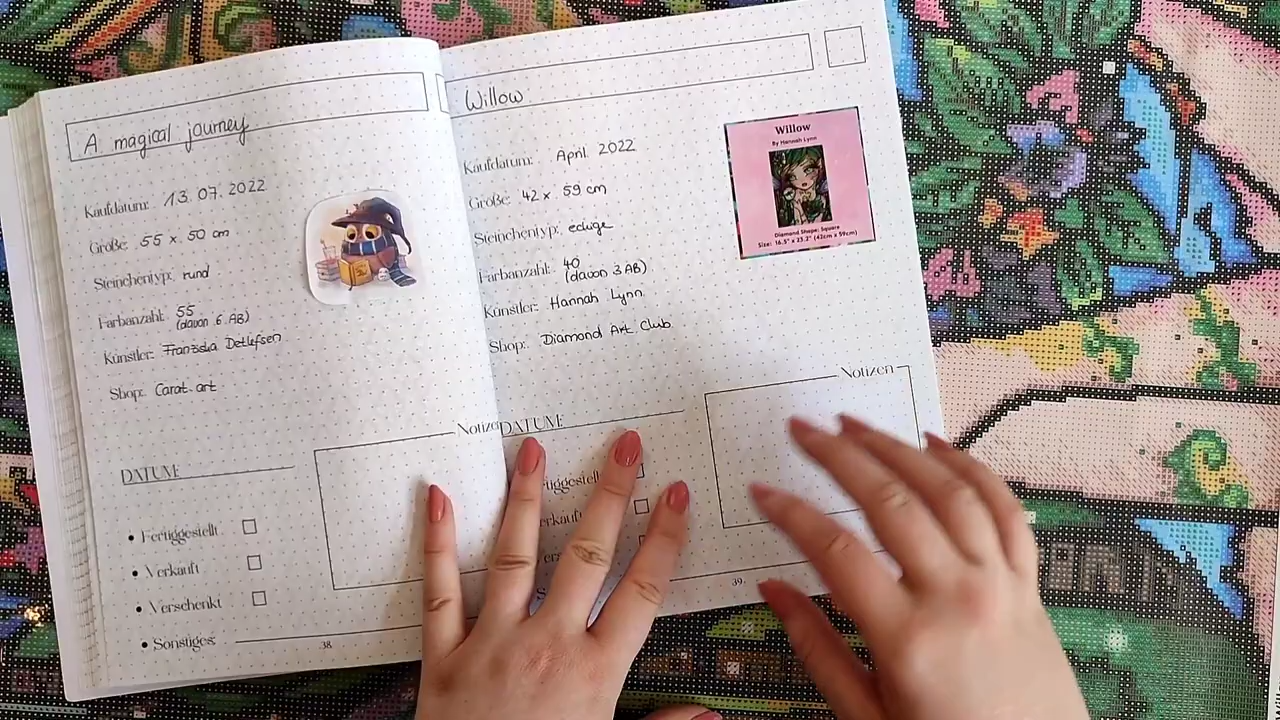 A magical journey
Kaufdatum: 13.07.2022
Größe: 55 x 50 cm
Steinchentyp: rund
Farbanzahl: 55
(davon 6 AB)
Künstler: Franziska Detlefsen
Shop: Carat art
DATUM:
Notizen
• Fertiggestellt
• Verkauft
• Verschenkt
• Sonstiges:
38
Willow
Kaufdatum: April 2022
Größe: 42 x 59 cm
Steinchentyp: eckige
Farbanzahl: 40
(davon 3 AB)
Künstler: Hannah Lynn
Shop: Diamond Art Club
Willow
By Hannah Lynn
Diamond Shape: Square
Size: 16.5" x 23.2" (42cm x 59cm)
DATUM:
Notizen
39